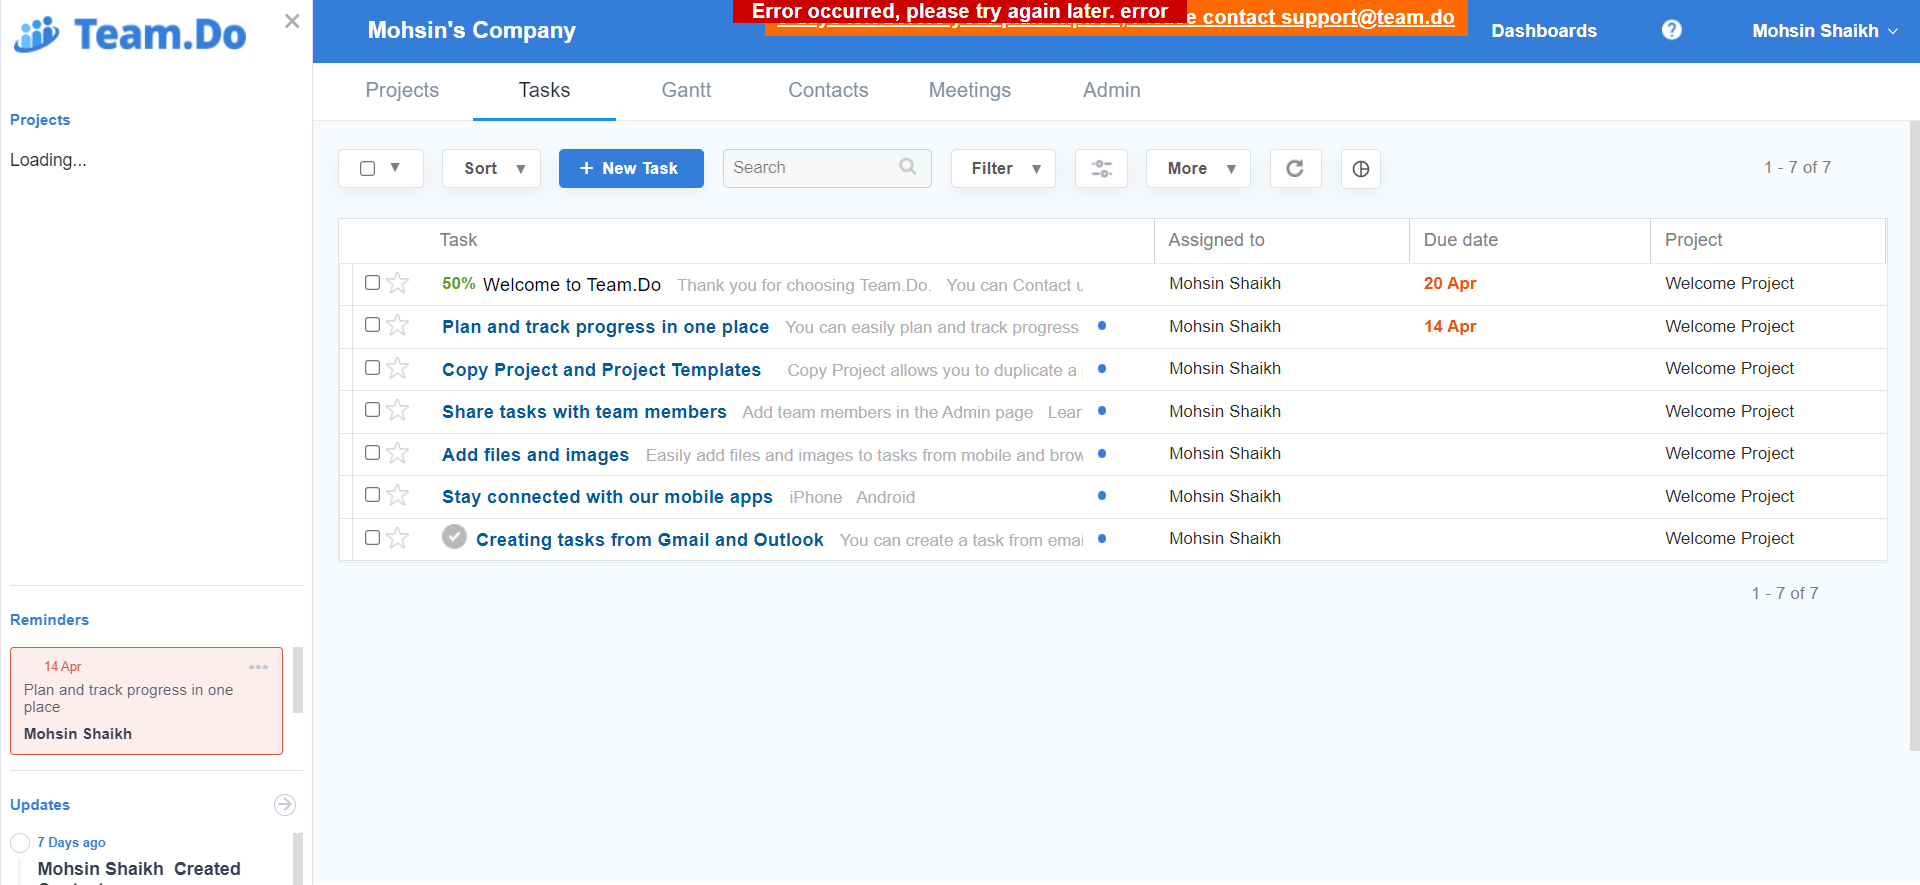 Team.Do
Mohsin's Company
Error occurred, please try again later. error
contact support@team.do
Dashboards
Mohsin Shaikh
Projects
Loading...
Projects Tasks Gantt Contacts Meetings Admin
Sort + New Task Search Filter More 1 - 7 of 7
Task Assigned to Due date Project
50% Welcome to Team.Do Thank you for choosing Team.Do. You can Contact Mohsin Shaikh 20 Apr Welcome Project
Plan and track progress in one place You can easily plan and track progress Mohsin Shaikh 14 Apr Welcome Project
Copy Project and Project Templates Copy Project allows you to duplicate a Mohsin Shaikh Welcome Project
Share tasks with team members Add team members in the Admin page Lear Mohsin Shaikh Welcome Project
Add files and images Easily add files and images to tasks from mobile and brow Mohsin Shaikh Welcome Project
Stay connected with our mobile apps iPhone Android Mohsin Shaikh Welcome Project
Creating tasks from Gmail and Outlook You can create a task from emai Mohsin Shaikh Welcome Project
1 - 7 of 7
Reminders
14 Apr
Plan and track progress in one
place
Mohsin Shaikh
Updates
7 Days ago
Mohsin Shaikh Created